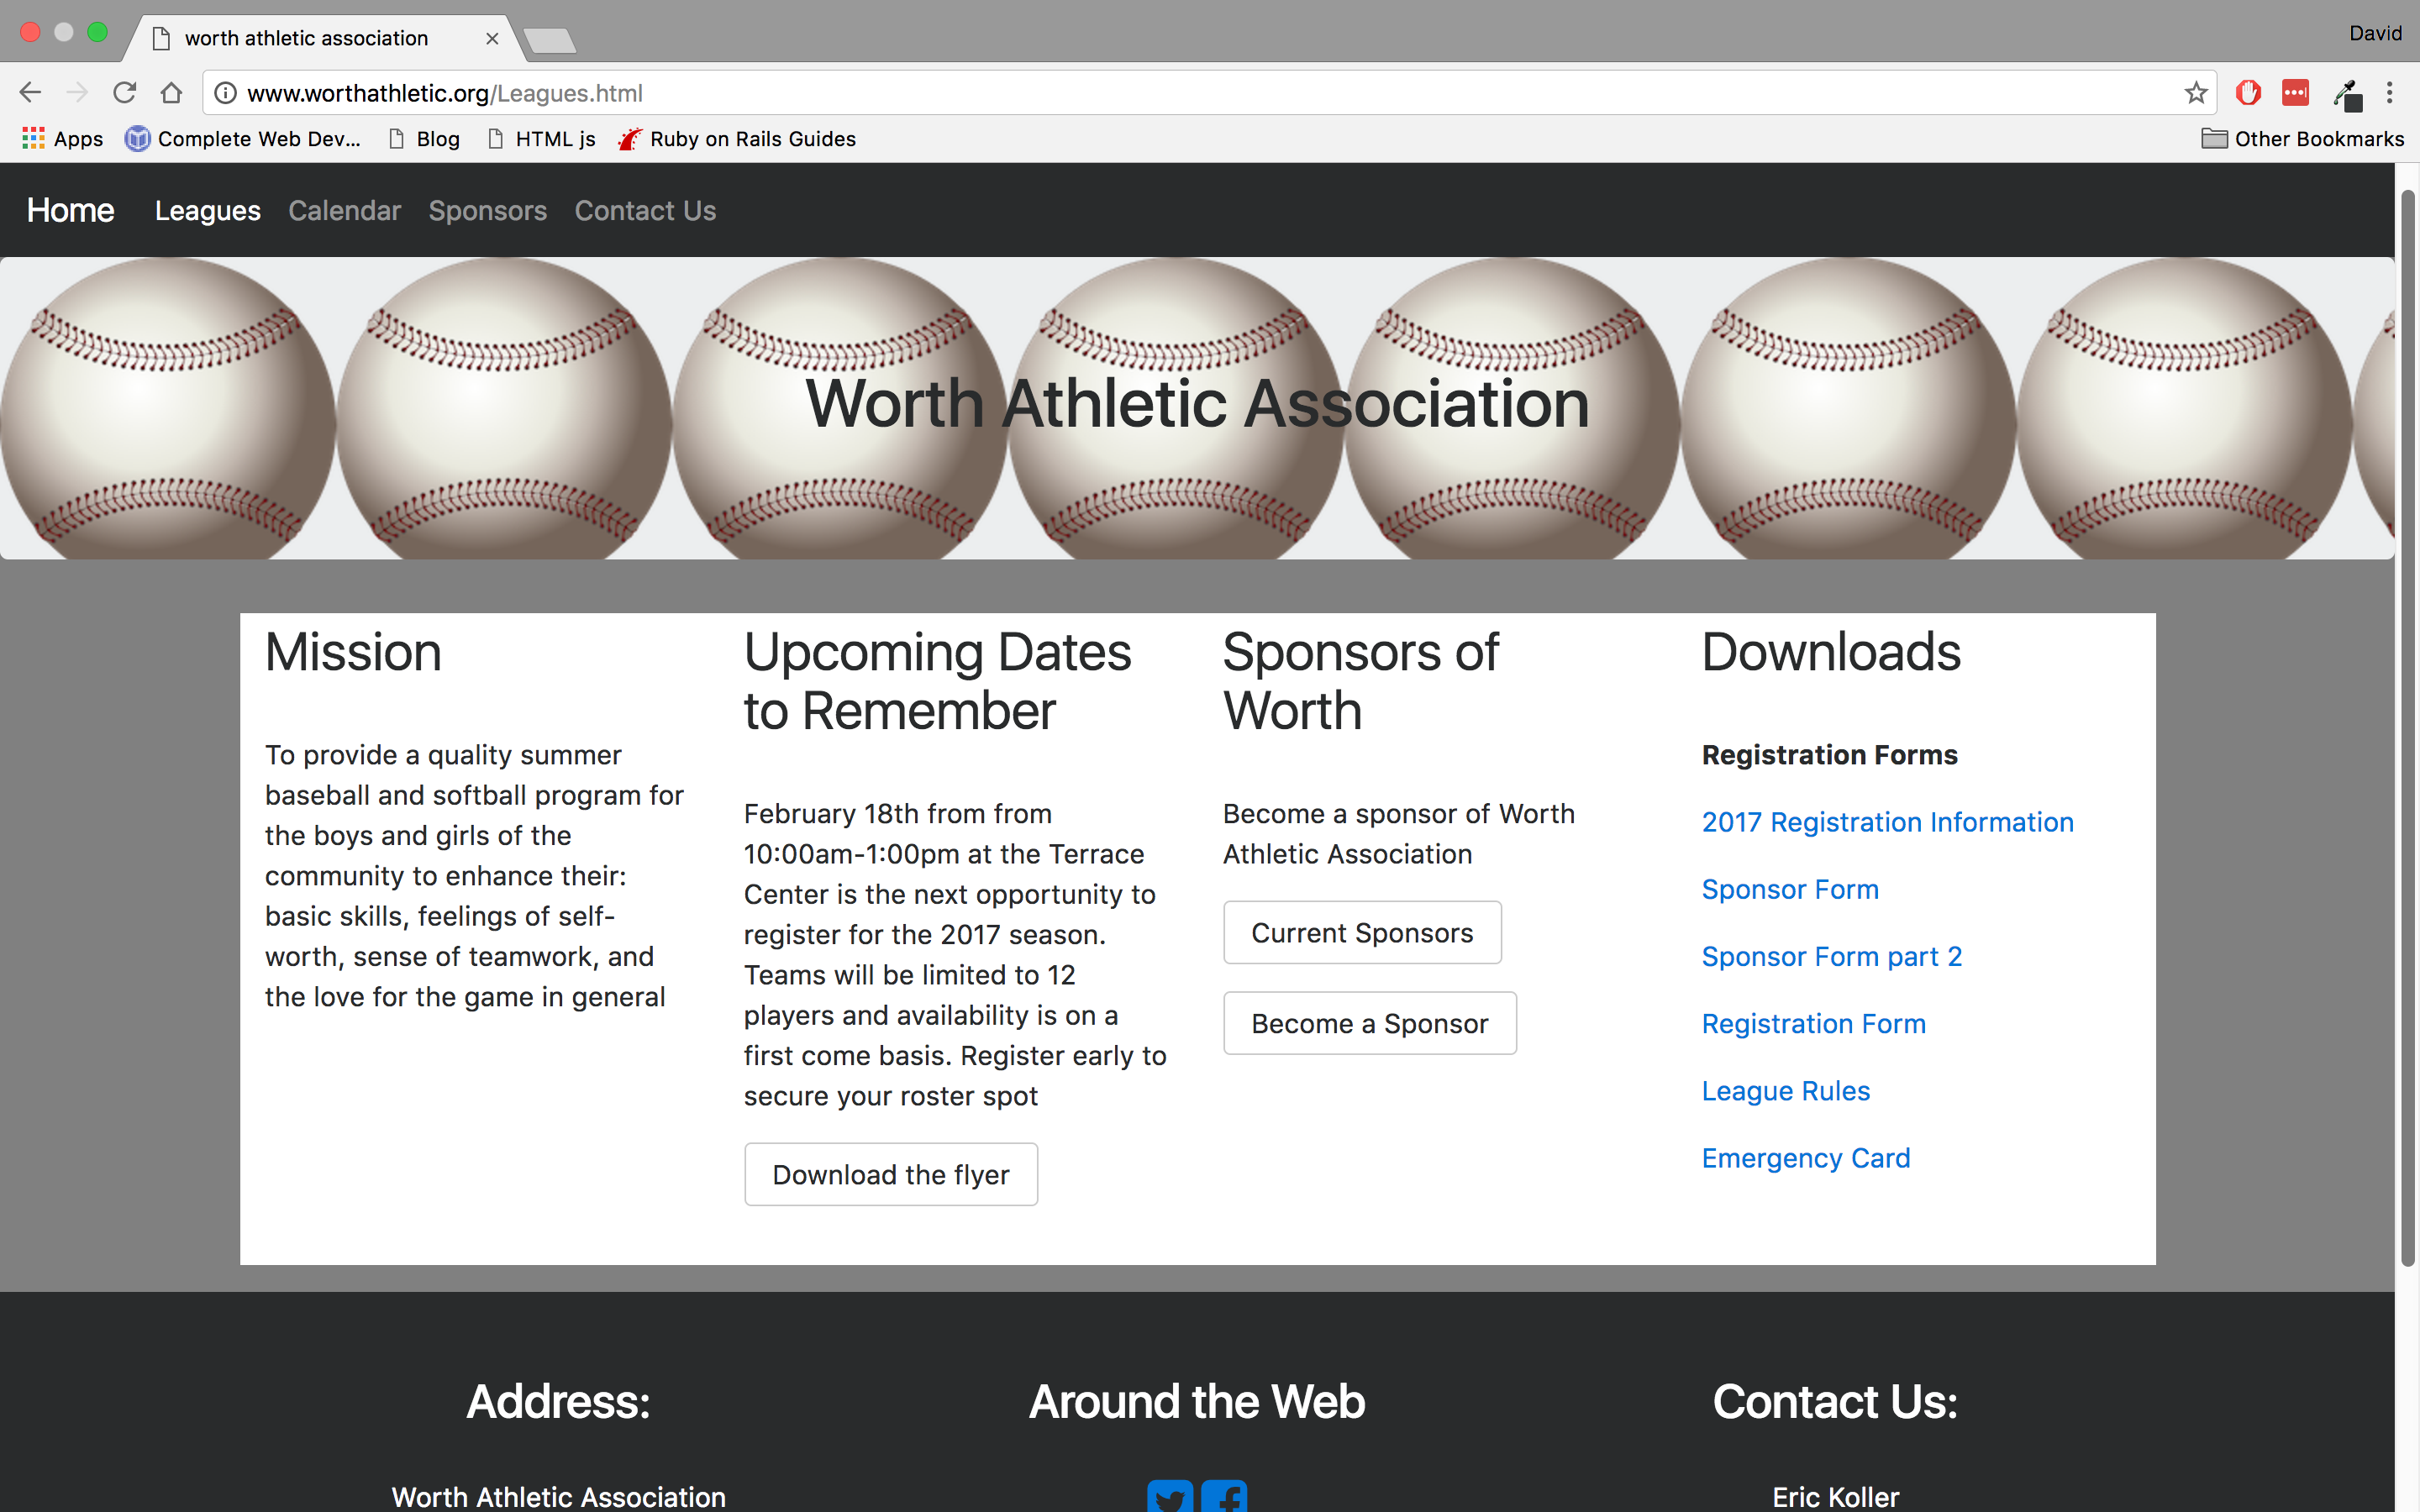 worth athletic association
David
www.worthathletic.org/Leagues.html
Apps
Complete Web Dev...
Blog
HTML js
Ruby on Rails Guides
Other Bookmarks
Home
Leagues
Calendar
Sponsors
Contact Us
Worth Athletic Association
Mission
To provide a quality summer
baseball and softball program for
the boys and girls of the
community to enhance their:
basic skills, feelings of self-
worth, sense of teamwork, and
the love for the game in general
Upcoming Dates
to Remember
February 18th from from
10:00am-1:00pm at the Terrace
Center is the next opportunity to
register for the 2017 season.
Teams will be limited to 12
players and availability is on a
first come basis. Register early to
secure your roster spot
Download the flyer
Sponsors of
Worth
Become a sponsor of Worth
Athletic Association
Current Sponsors
Become a Sponsor
Downloads
Registration Forms
2017 Registration Information
Sponsor Form
Sponsor Form part 2
Registration Form
League Rules
Emergency Card
Address:
Worth Athletic Association
Around the Web
Contact Us:
Eric Koller